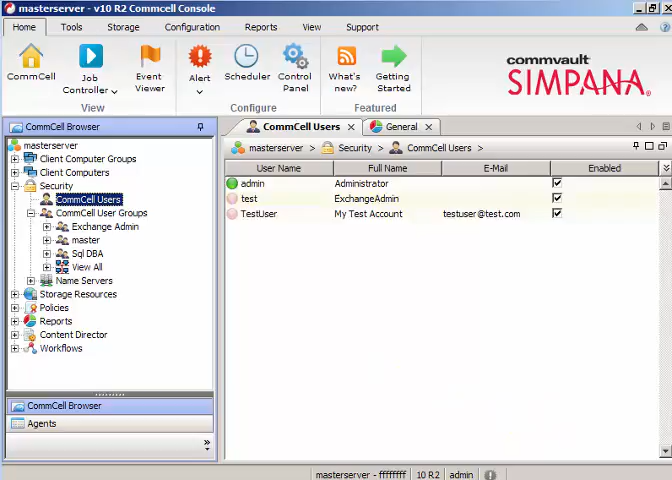 masterserver - v10 R2 Commcell Console
Home Tools Storage Configuration Reports View Support
CommCell Job Controller Event Viewer Alert Scheduler Control Panel What's new? Getting Started
View Configure Featured
commvault
SIMPANA
CommCell Browser
masterserver
Client Computer Groups
Client Computers
Security
CommCell Users
CommCell User Groups
Exchange Admin
master
Sql DBA
View All
Name Servers
Storage Resources
Policies
Reports
Content Director
Workflows
CommCell Browser
Agents
CommCell Users General
masterserver > Security > CommCell Users >
User Name Full Name E-Mail Enabled
admin Administrator
test ExchangeAdmin
TestUser My Test Account testuser@test.com
masterserver - ffffffff 10 R2 admin